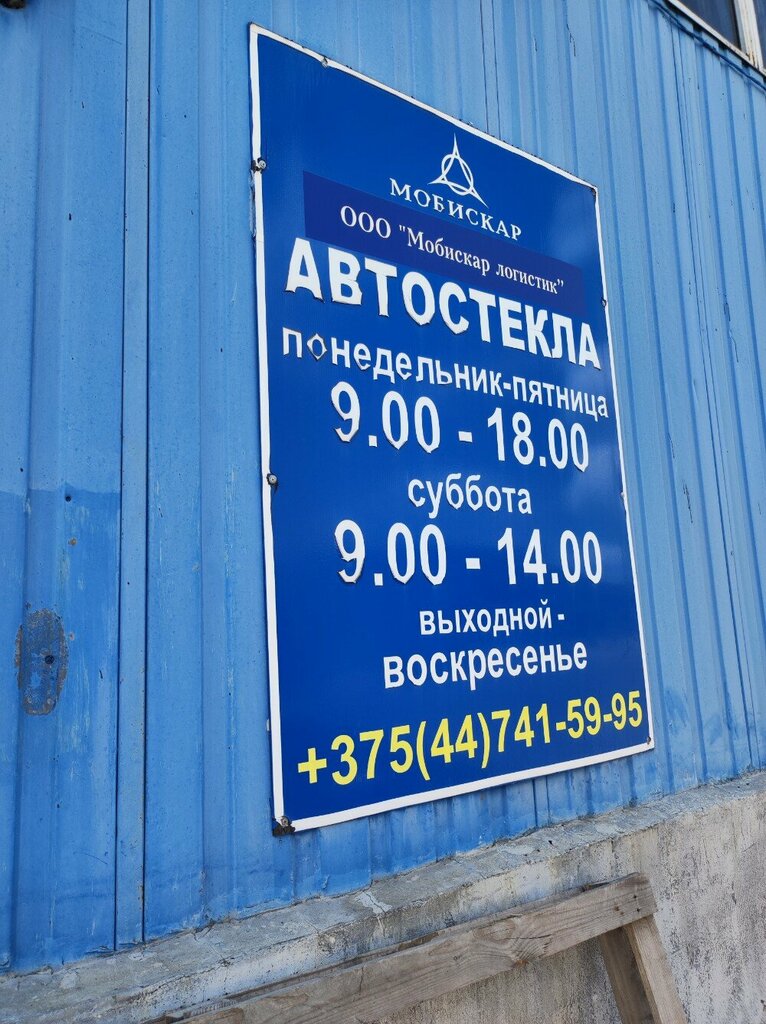 МОБИСКАР
ООО "Мобискар логистик"
АВТОСТЕКЛА
понедельник-пятница
9.00 - 18.00
суббота
9.00 - 14.00
выходной -
воскресенье
+375(44)741-59-95